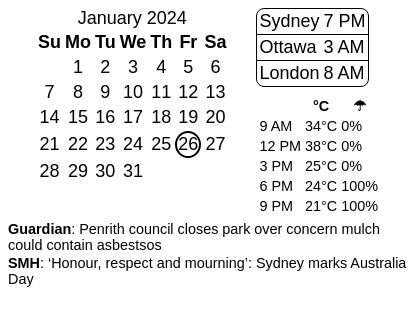 January 2024
Su Mo Tu We Th Fr Sa
1 2 3 4 5 6
7 8 9 10 11 12 13
14 15 16 17 18 19 20
21 22 23 24 25 26 27
28 29 30 31
Sydney 7 PM
Ottawa 3 AM
London 8 AM
°C ☂
9 AM 34°C 0%
12 PM 38°C 0%
3 PM 25°C 0%
6 PM 24°C 100%
9 PM 21°C 100%
Guardian: Penrith council closes park over concern mulch
could contain asbestsos
SMH: ‘Honour, respect and mourning’: Sydney marks Australia
Day